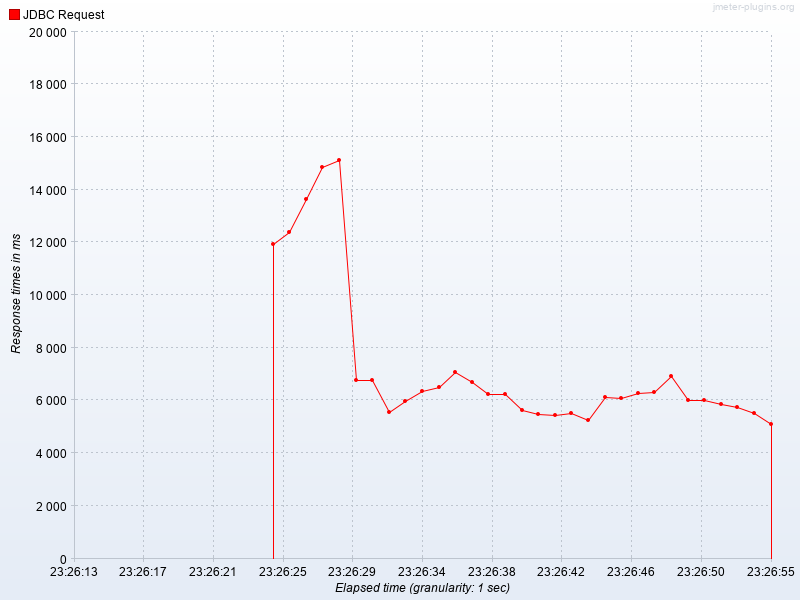 jmeter-plugins.org
JDBC Request
20 000
18 000
16 000
14 000
12 000
10 000
8 000
6 000
4 000
2 000
0
Response times in ms
23:26:13 23:26:17 23:26:21 23:26:25 23:26:29 23:26:34 23:26:38 23:26:42 23:26:46 23:26:50 23:26:55
Elapsed time (granularity: 1 sec)